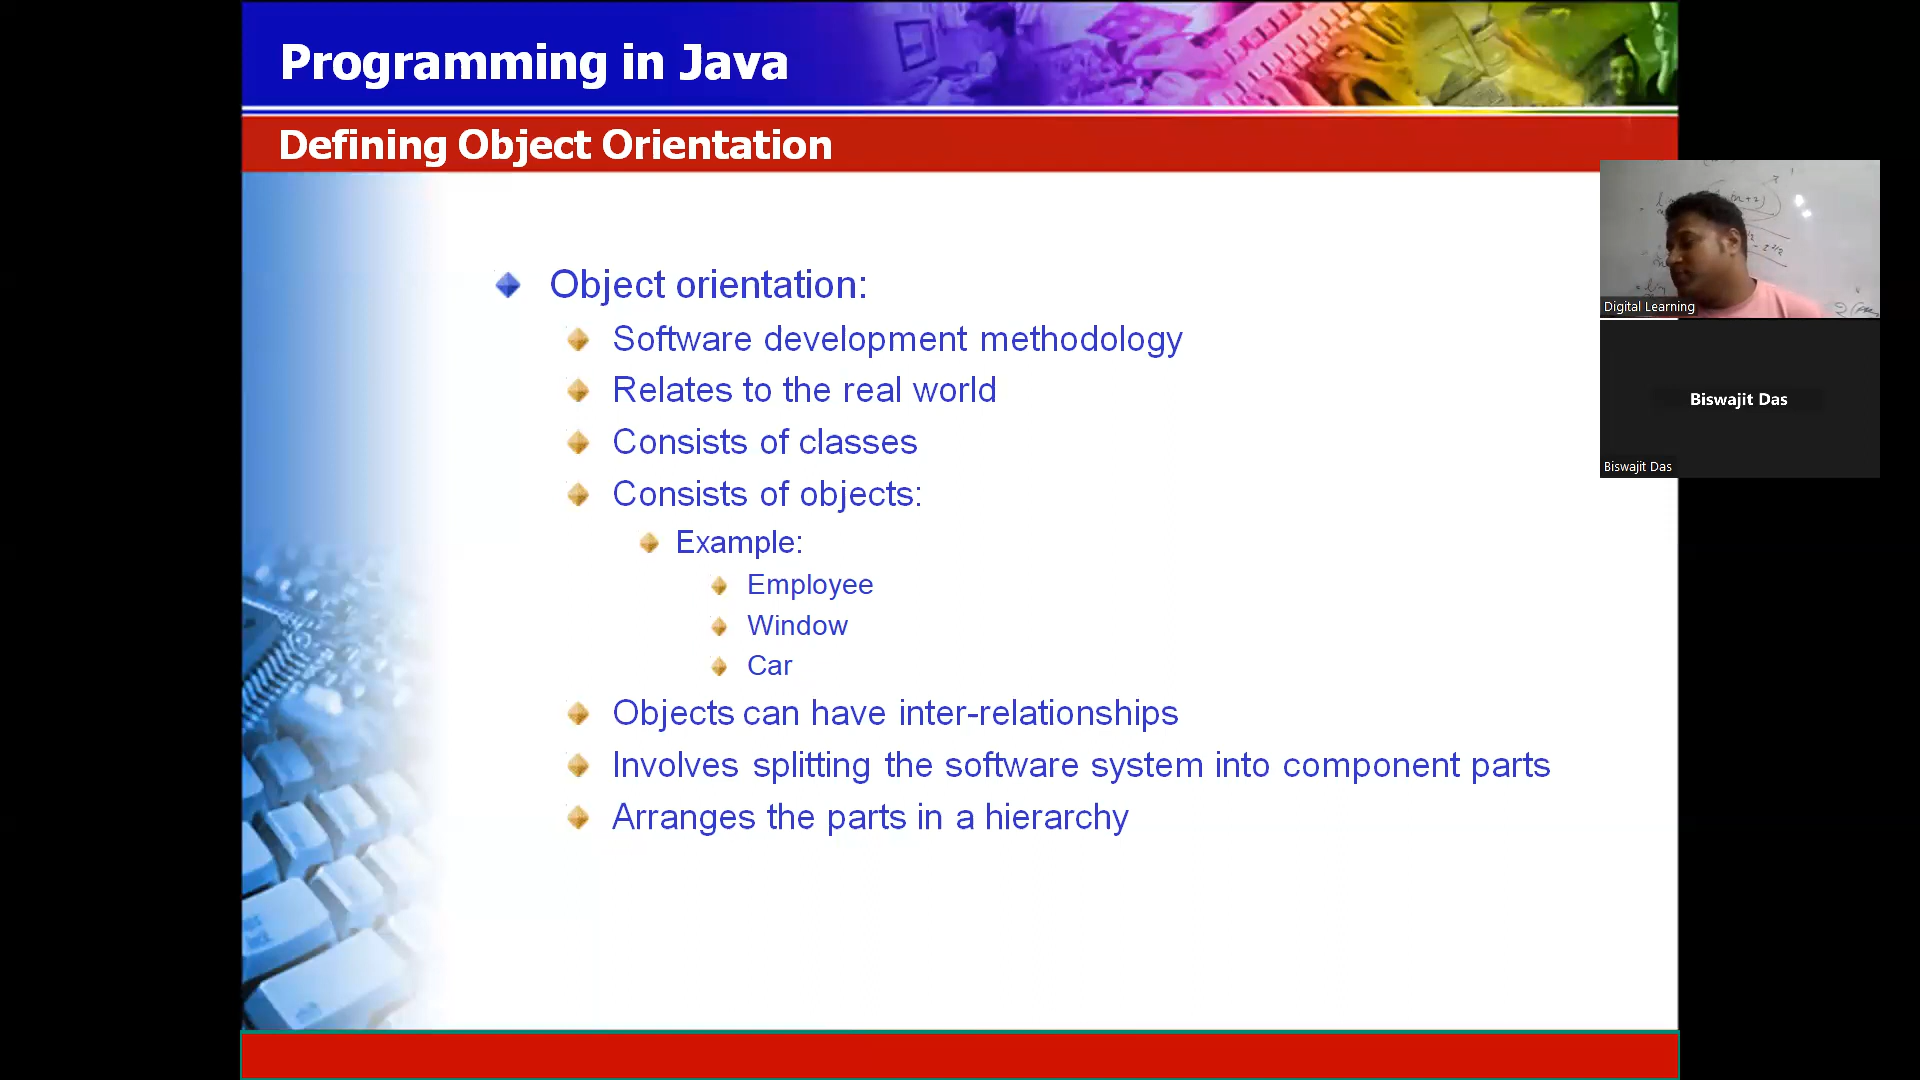 Programming in Java
Defining Object Orientation
Object orientation:
Software development methodology
Relates to the real world
Consists of classes
Consists of objects:
Example:
Employee
Window
Car
Objects can have inter-relationships
Involves splitting the software system into component parts
Arranges the parts in a hierarchy
Digital Learning
Biswajit Das
Biswajit Das